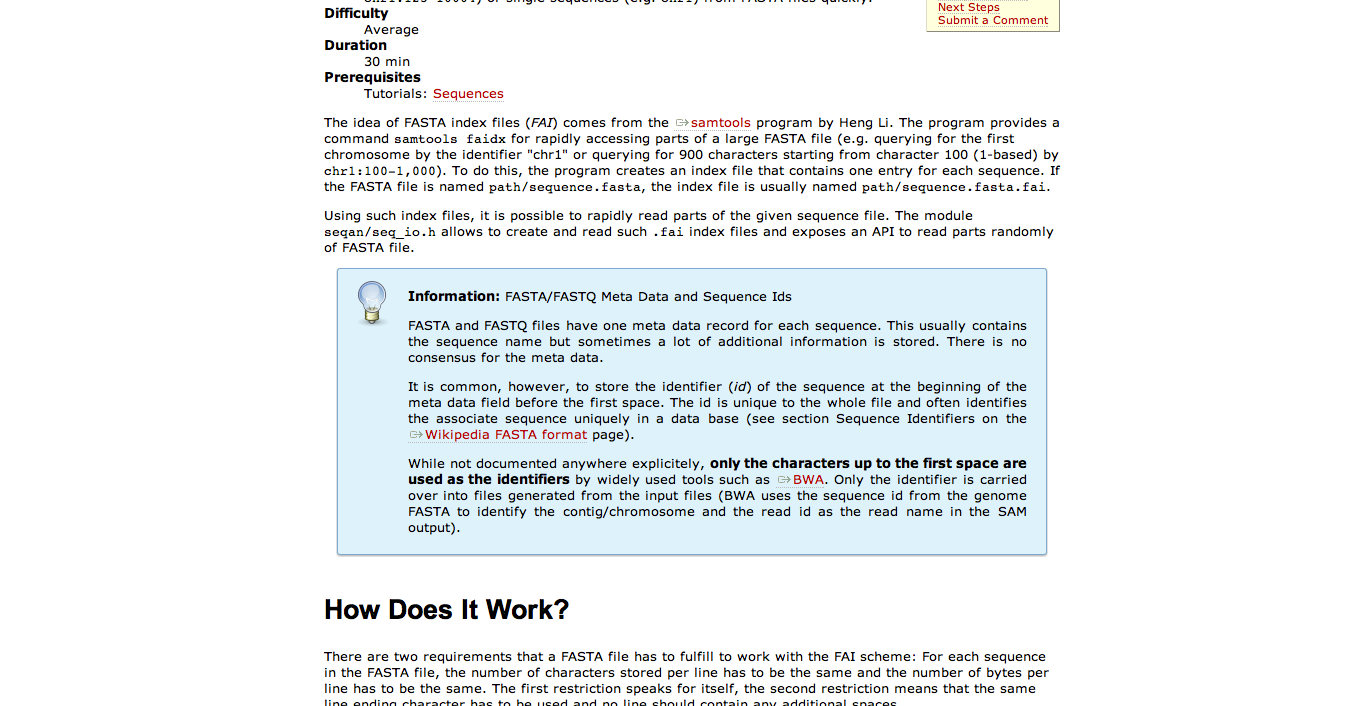 Difficulty
Average
Duration
30 min
Prerequisites
Tutorials: Sequences
Next Steps
Submit a Comment
The idea of FASTA index files (FAI) comes from the samtools program by Heng Li. The program provides a
command samtools faidx for rapidly accessing parts of a large FASTA file (e.g. querying for the first
chromosome by the identifier "chr1" or querying for 900 characters starting from character 100 (1-based) by
chr1:100-1,000). To do this, the program creates an index file that contains one entry for each sequence. If
the FASTA file is named path/sequence.fasta, the index file is usually named path/sequence.fasta.fai.
Using such index files, it is possible to rapidly read parts of the given sequence file. The module
seqan/seq_io.h allows to create and read such .fai index files and exposes an API to read parts randomly
of FASTA file.
Information: FASTA/FASTQ Meta Data and Sequence Ids
FASTA and FASTQ files have one meta data record for each sequence. This usually contains
the sequence name but sometimes a lot of additional information is stored. There is no
consensus for the meta data.
It is common, however, to store the identifier (id) of the sequence at the beginning of the
meta data field before the first space. The id is unique to the whole file and often identifies
the associate sequence uniquely in a data base (see section Sequence Identifiers on the
Wikipedia FASTA format page).
While not documented anywhere explicitely, only the characters up to the first space are
used as the identifiers by widely used tools such as BWA. Only the identifier is carried
over into files generated from the input files (BWA uses the sequence id from the genome
FASTA to identify the contig/chromosome and the read id as the read name in the SAM
output).
How Does It Work?
There are two requirements that a FASTA file has to fulfill to work with the FAI scheme: For each sequence
in the FASTA file, the number of characters stored per line has to be the same and the number of bytes per
line has to be the same. The first restriction speaks for itself, the second restriction means that the same
line ending character has to be used and no line should contain any additional spaces.